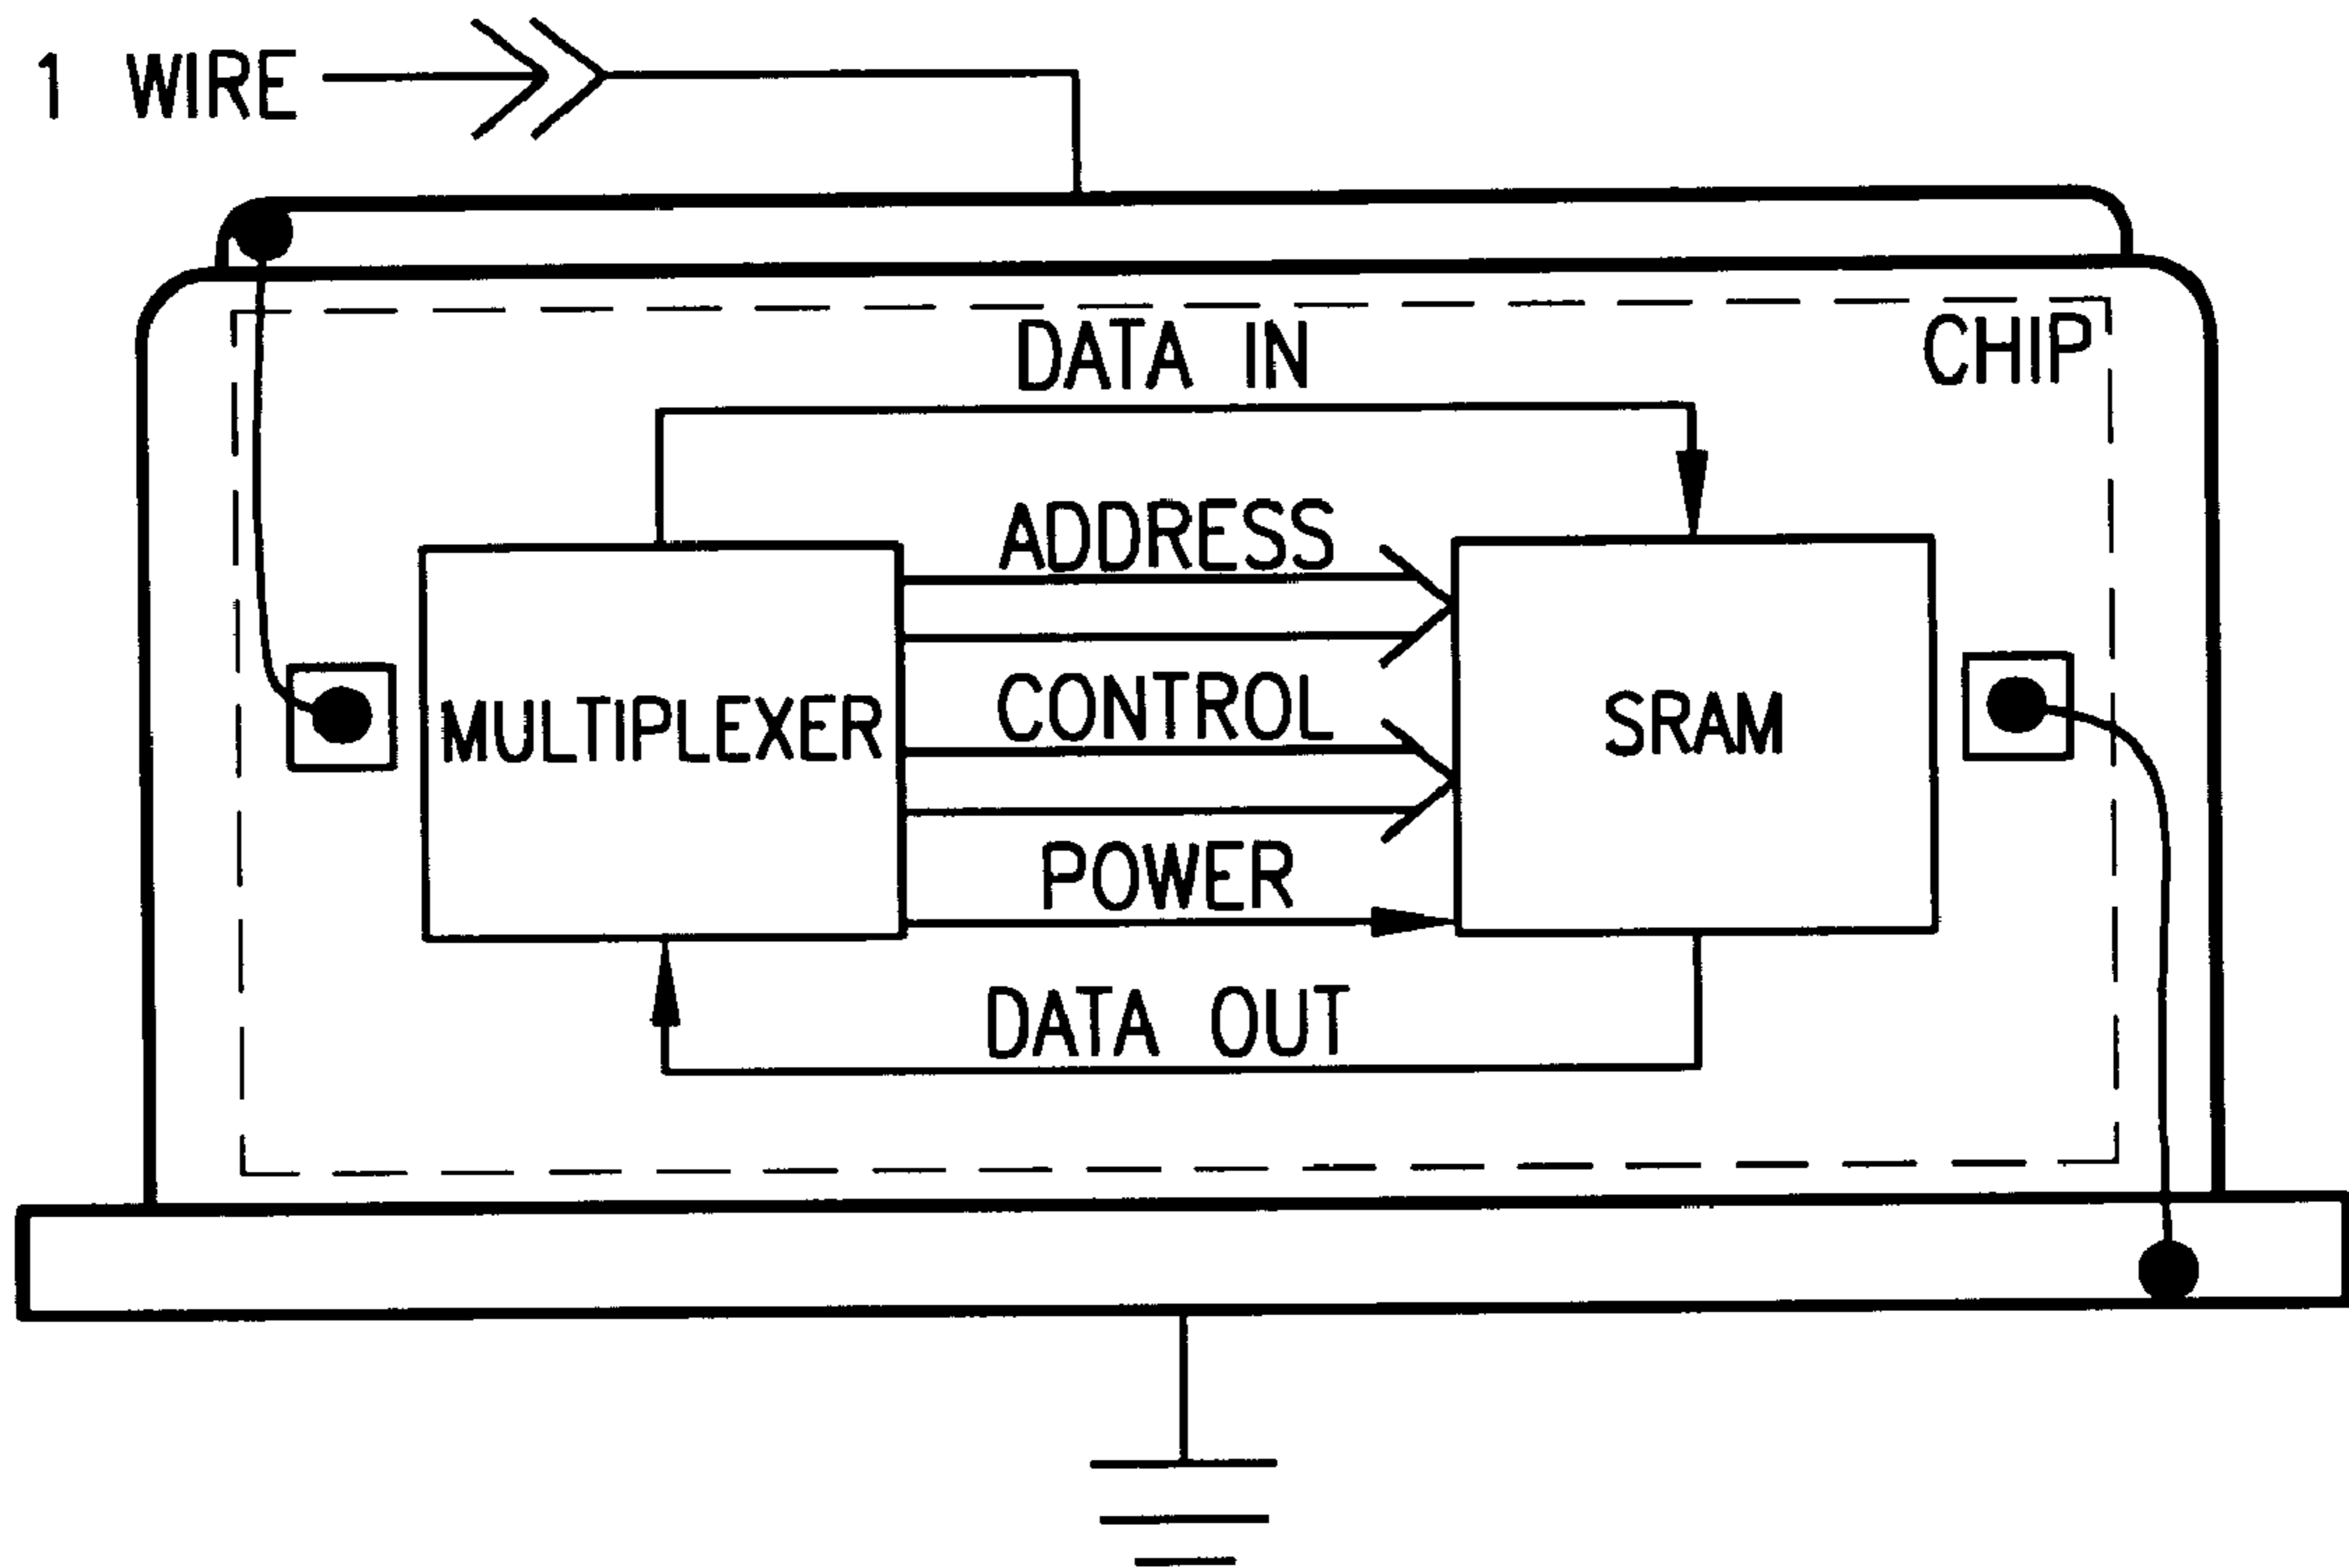 1 WIRE
CHIP
DATA IN
ADDRESS
MULTIPLEXER
CONTROL
SRAM
POWER
DATA OUT